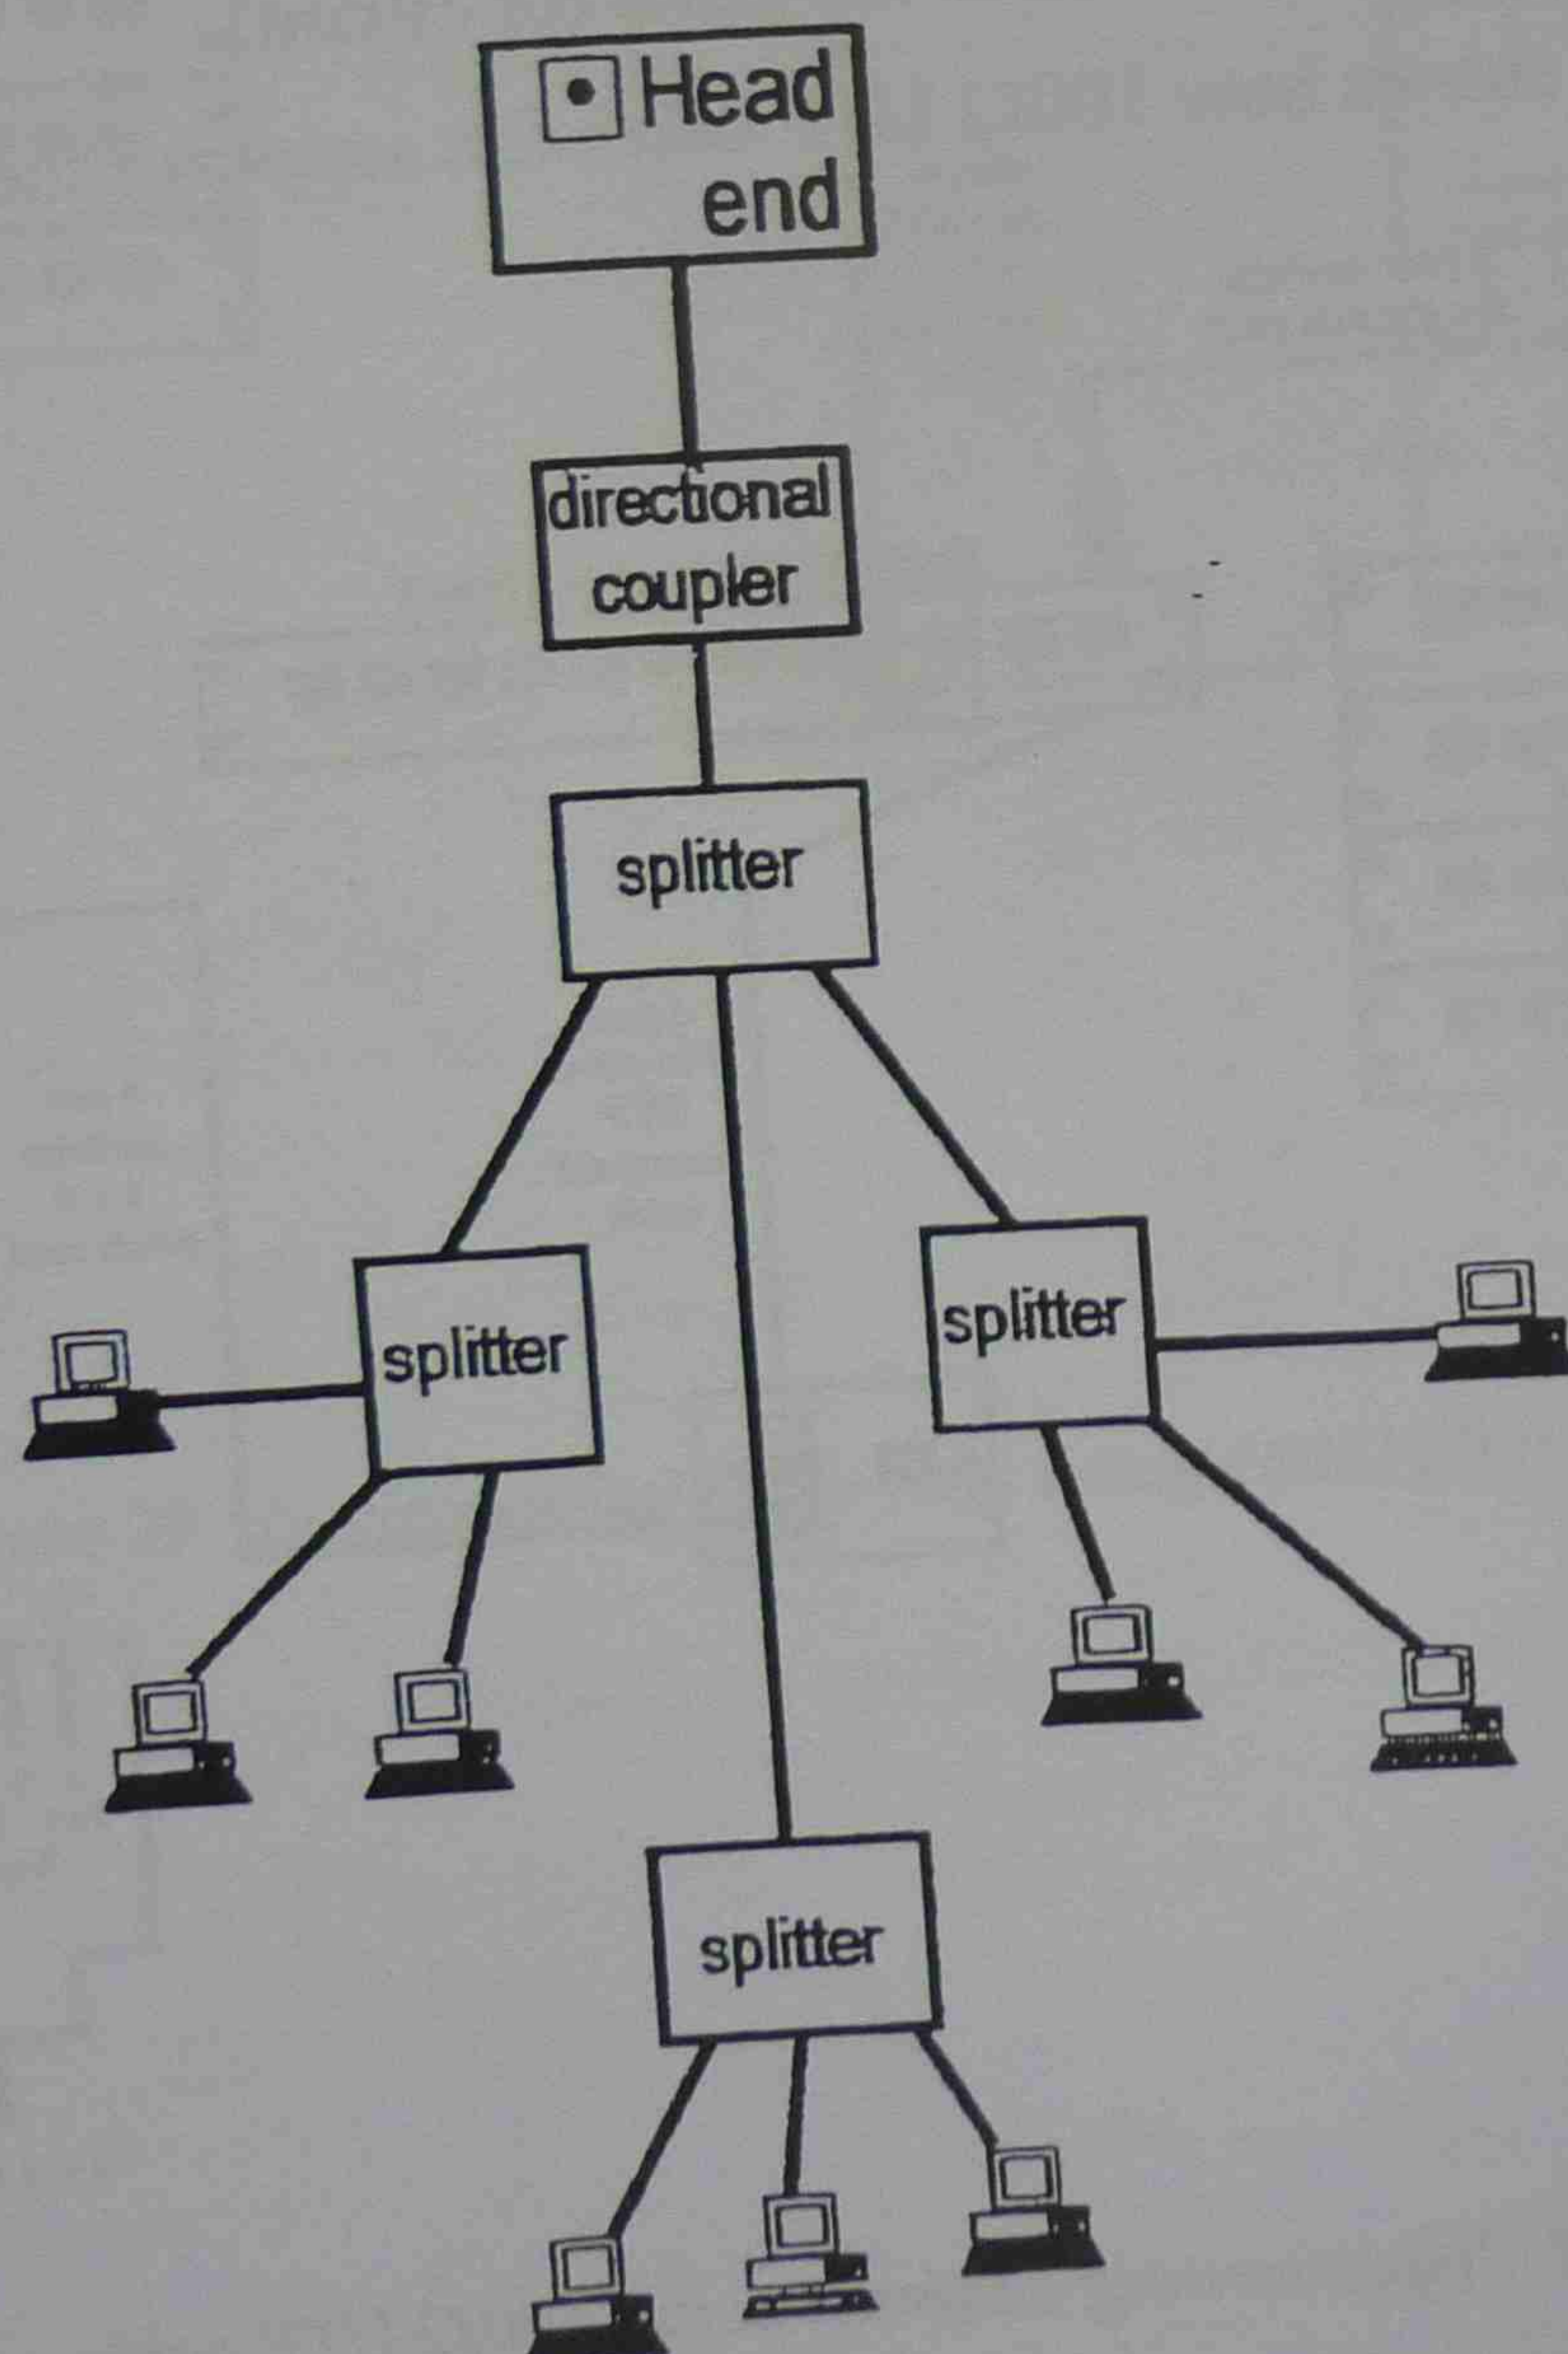 Head
end
directional
coupler
splitter
splitter
splitter
splitter